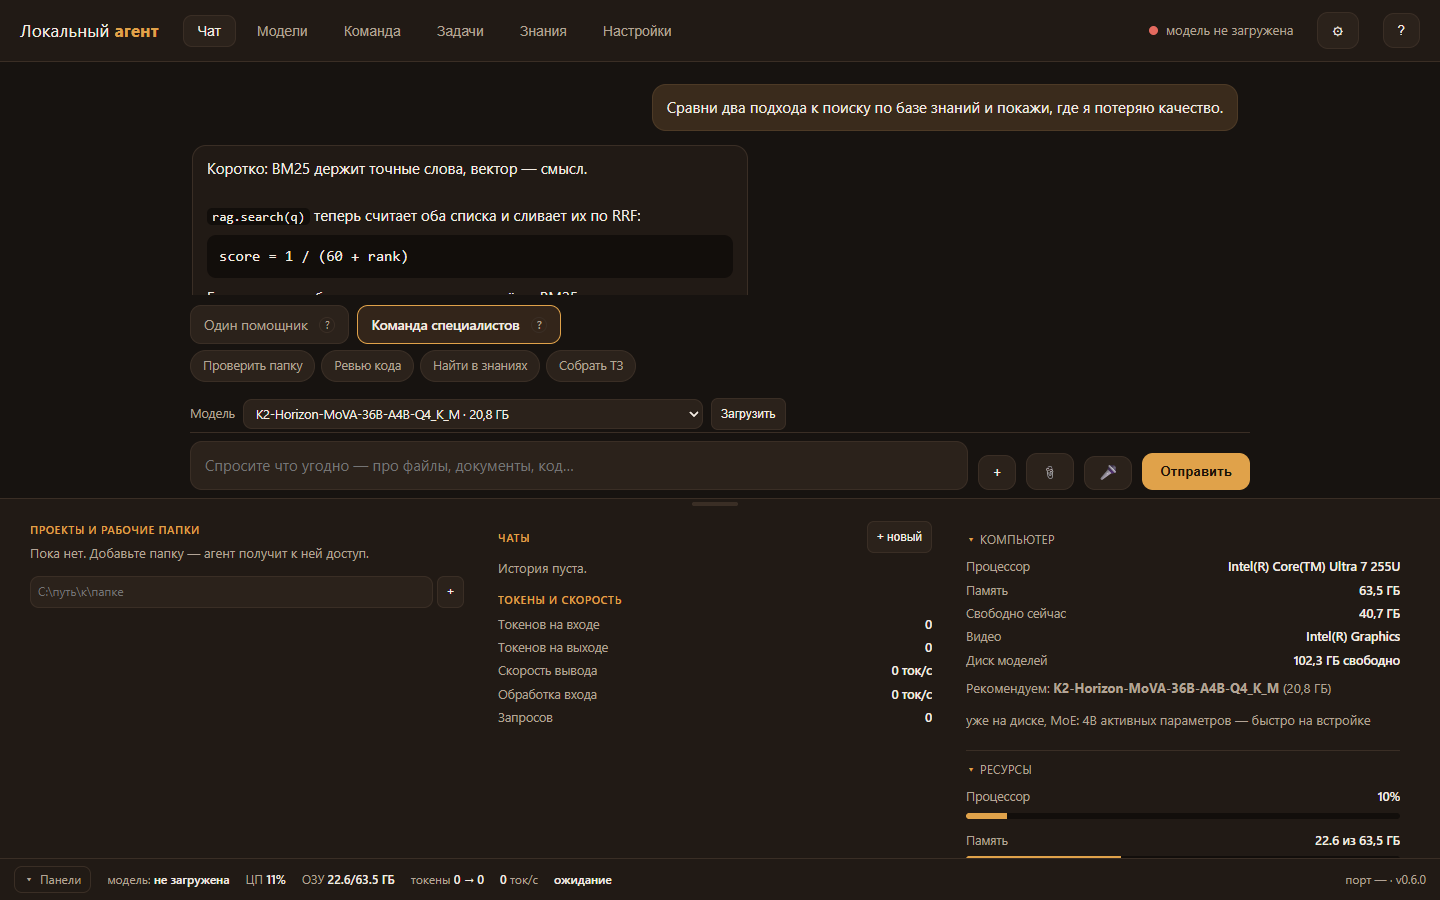 Локальный агент
Чат
Модели
Команда
Задачи
Знания
Настройки
модель не загружена
?
Сравни два подхода к поиску по базе знаний и покажи, где я потеряю качество.
Коротко: BM25 держит точные слова, вектор — смысл.
rag.search(q) теперь считает оба списка и сливает их по RRF:
score = 1 / (60 + rank)
Один помощник ?
Команда специалистов ?
Проверить папку
Ревью кода
Найти в знаниях
Собрать ТЗ
Модель
K2-Horizon-MoVA-36B-A4B-Q4_K_M · 20,8 ГБ
Загрузить
Спросите что угодно — про файлы, документы, код…
+
Отправить
ПРОЕКТЫ И РАБОЧИЕ ПАПКИ
Пока нет. Добавьте папку — агент получит к ней доступ.
C:\путь\к\папке
+
ЧАТЫ
+ новый
История пуста.
ТОКЕНЫ И СКОРОСТЬ
Токенов на входе 0
Токенов на выходе 0
Скорость вывода 0 ток/с
Обработка входа 0 ток/с
Запросов 0
КОМПЬЮТЕР
Процессор Intel(R) Core(TM) Ultra 7 255U
Память 63,5 ГБ
Свободно сейчас 40,7 ГБ
Видео Intel(R) Graphics
Диск моделей 102,3 ГБ свободно
Рекомендуем: K2-Horizon-MoVA-36B-A4B-Q4_K_M (20,8 ГБ)
уже на диске, MoE: 4B активных параметров — быстро на встройке
РЕСУРСЫ
Процессор 10%
Память 22.6 из 63,5 ГБ
Панели
модель: не загружена
ЦП 11%
ОЗУ 22.6/63.5 ГБ
токены 0 → 0
0 ток/с
ожидание
порт — · v0.6.0